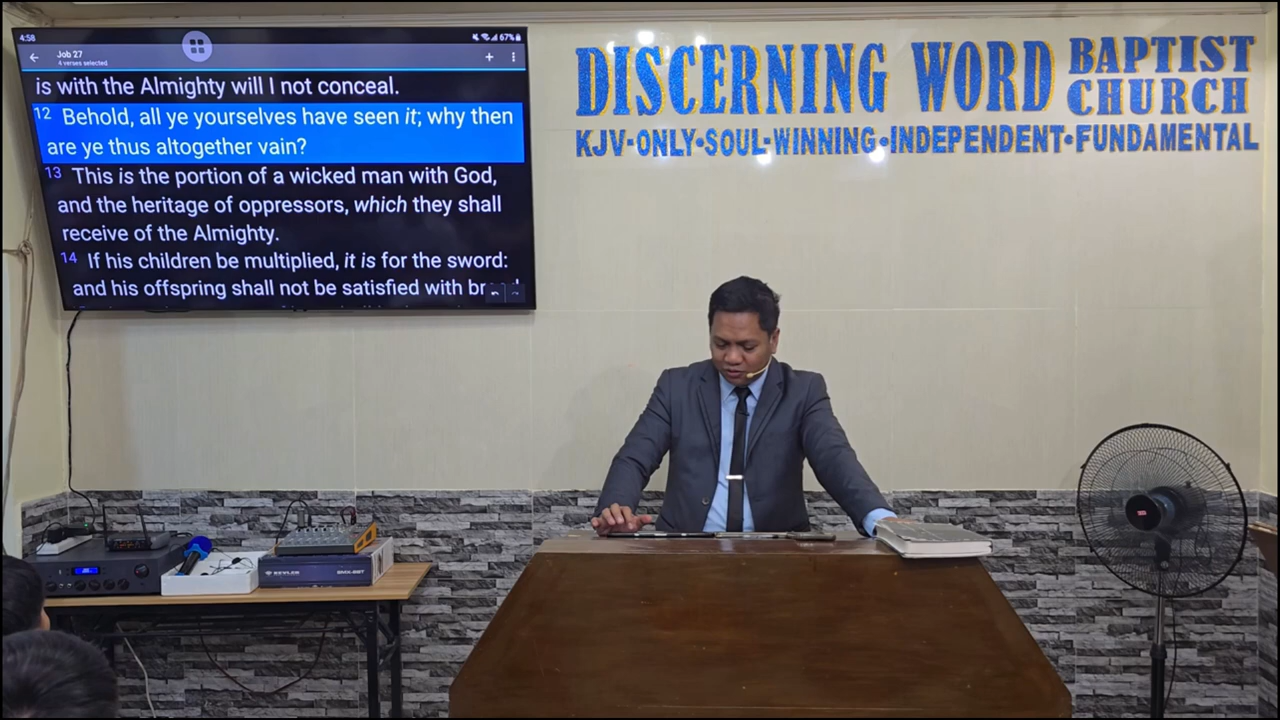 4:58
67%
Job 27
4 verses selected
is with the Almighty will I not conceal.
12 Behold, all ye yourselves have seen it; why then
are ye thus altogether vain?
13 This is the portion of a wicked man with God,
and the heritage of oppressors, which they shall
receive of the Almighty.
14 If his children be multiplied, it is for the sword:
and his offspring shall not be satisfied with
DISCERNING WORD BAPTIST CHURCH
KJV-ONLY•SOUL-WINNING•INDEPENDENT•FUNDAMENTAL
KEVLER